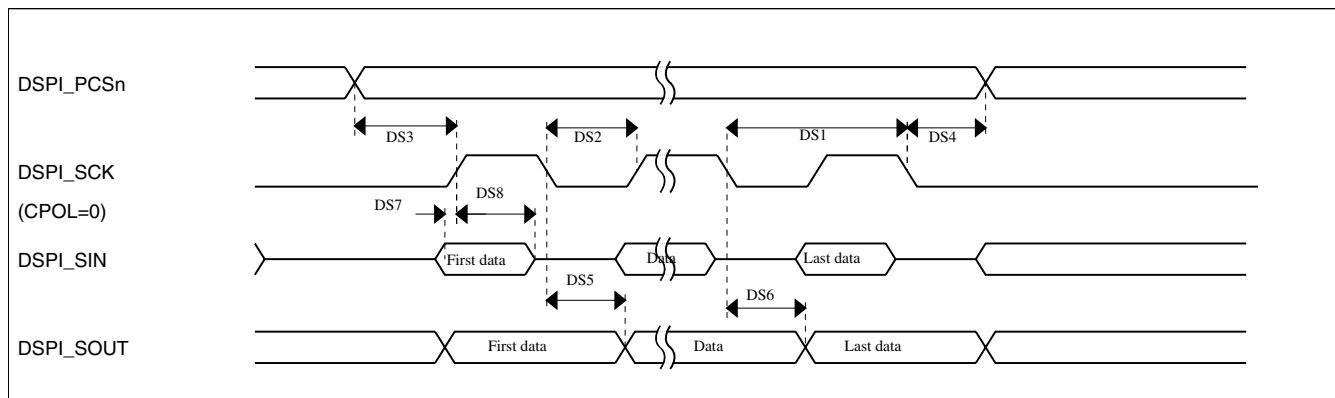 DSPI_PCSn
DS3
DS2
DS1
DS4
DSPI_SCK
(CPOL=0)
DS7
DS8
DSPI_SIN
First data
Data
Last data
DS5
DS6
DSPI_SOUT
First data
Data
Last data